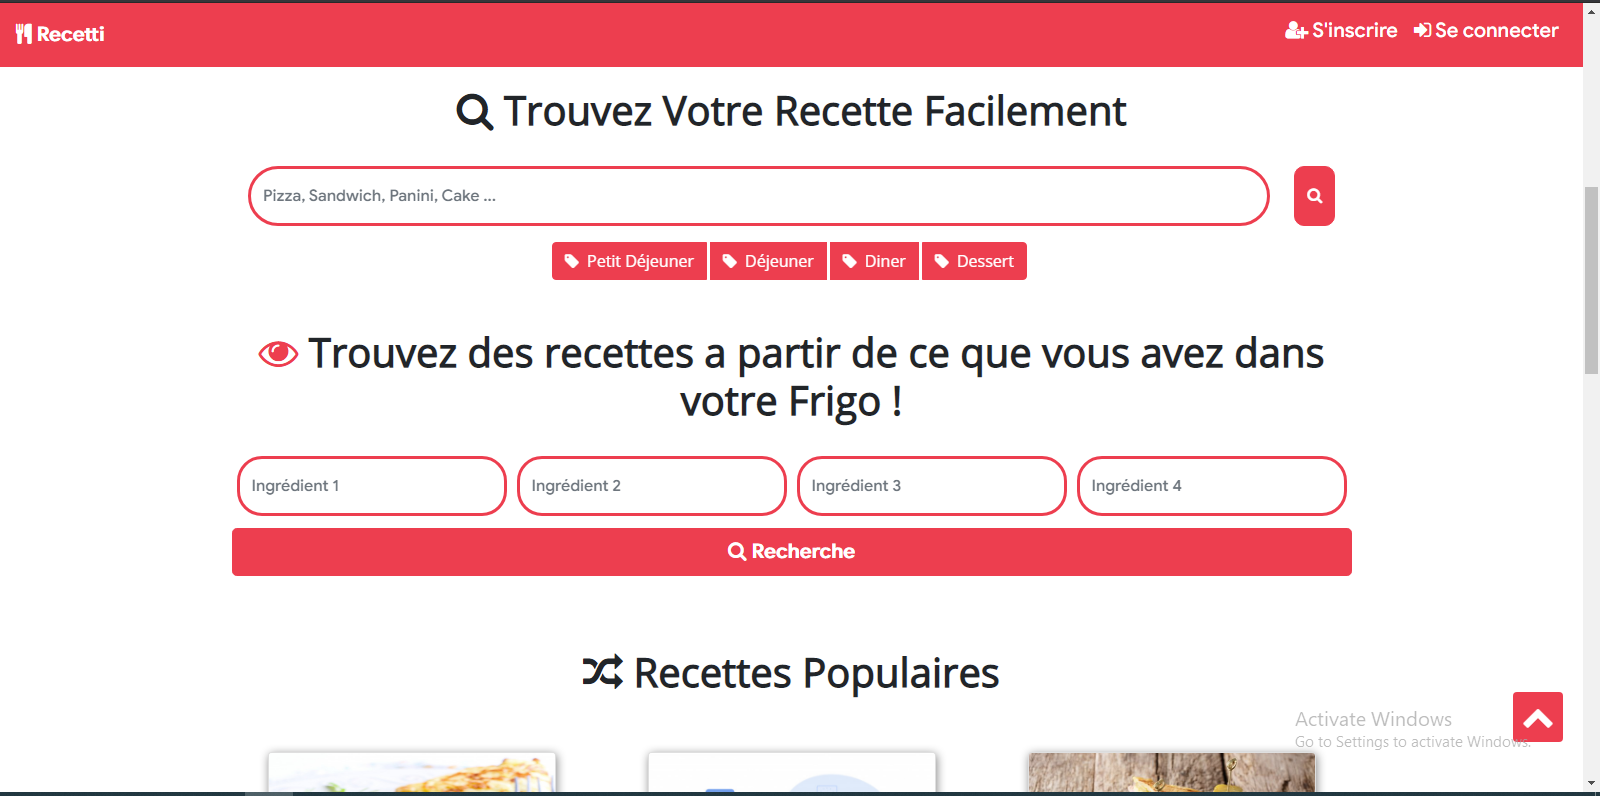 Recetti
S'inscrire
Se connecter
Trouvez Votre Recette Facilement
Pizza, Sandwich, Panini, Cake ...
Petit Déjeuner
Déjeuner
Diner
Dessert
Trouvez des recettes a partir de ce que vous avez dans
votre Frigo !
Ingrédient 1
Ingrédient 2
Ingrédient 3
Ingrédient 4
Recherche
Recettes Populaires
Activate Windows
Go to Settings to activate Windows.